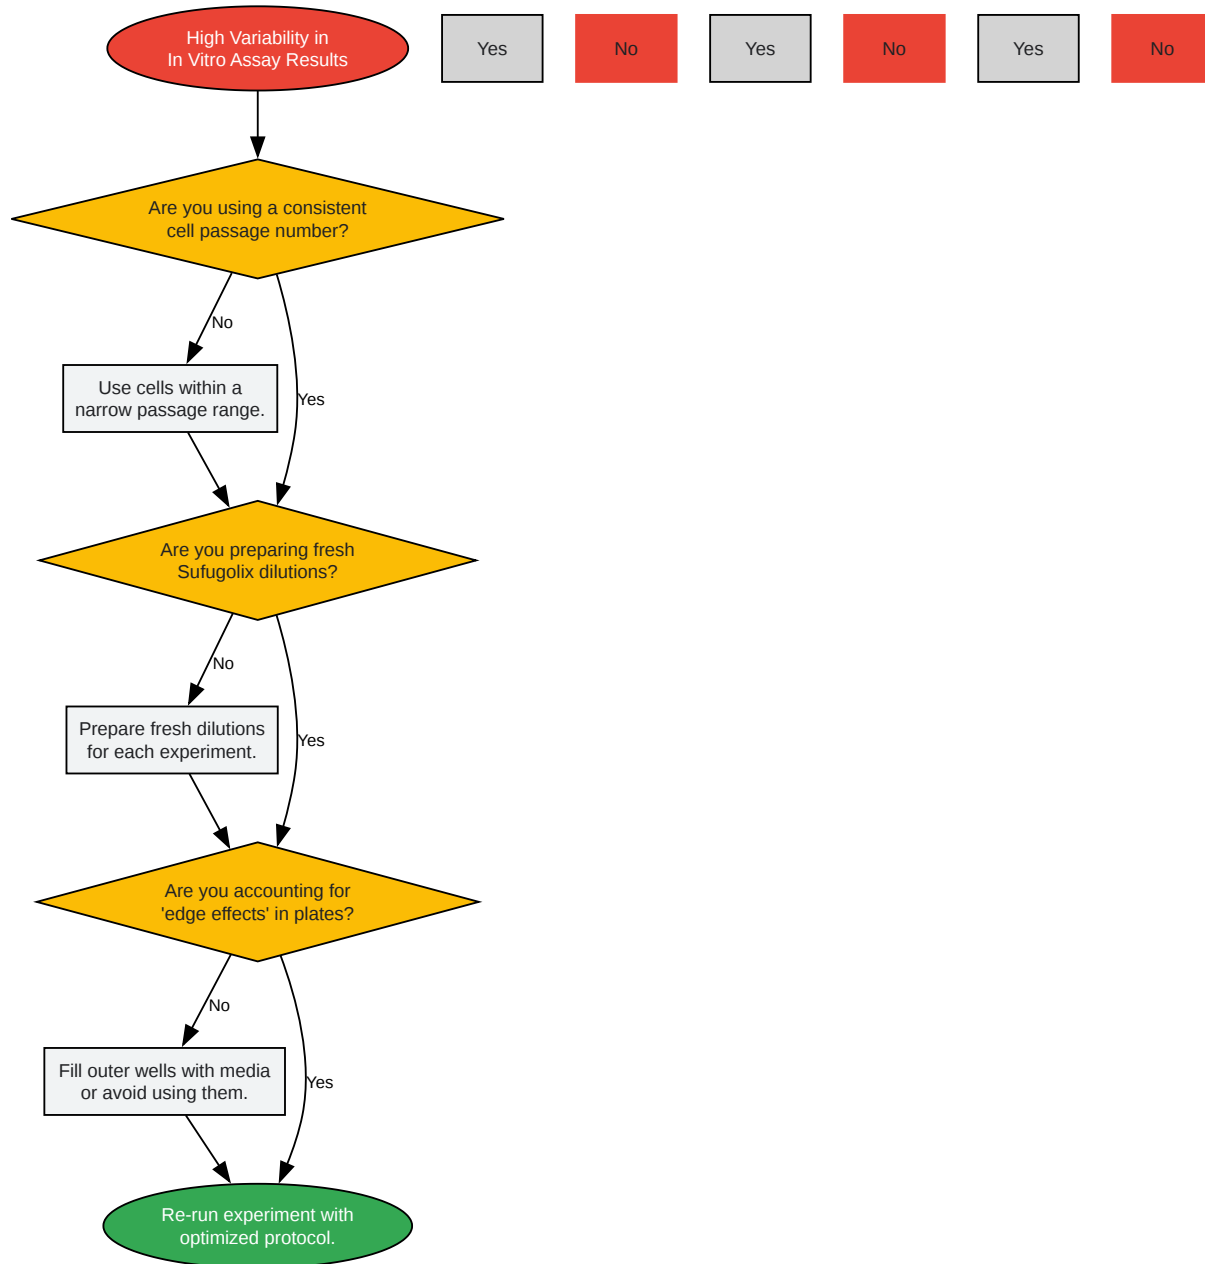 High Variability in
In Vitro Assay Results
Yes
No
Yes
No
Yes
No
Are you using a consistent
cell passage number?
No
Use cells within a
narrow passage range.
Yes
Are you preparing fresh
Sufugolix dilutions?
No
Prepare fresh dilutions
for each experiment.
Yes
Are you accounting for
'edge effects' in plates?
No
Fill outer wells with media
or avoid using them.
Yes
Re-run experiment with
optimized protocol.